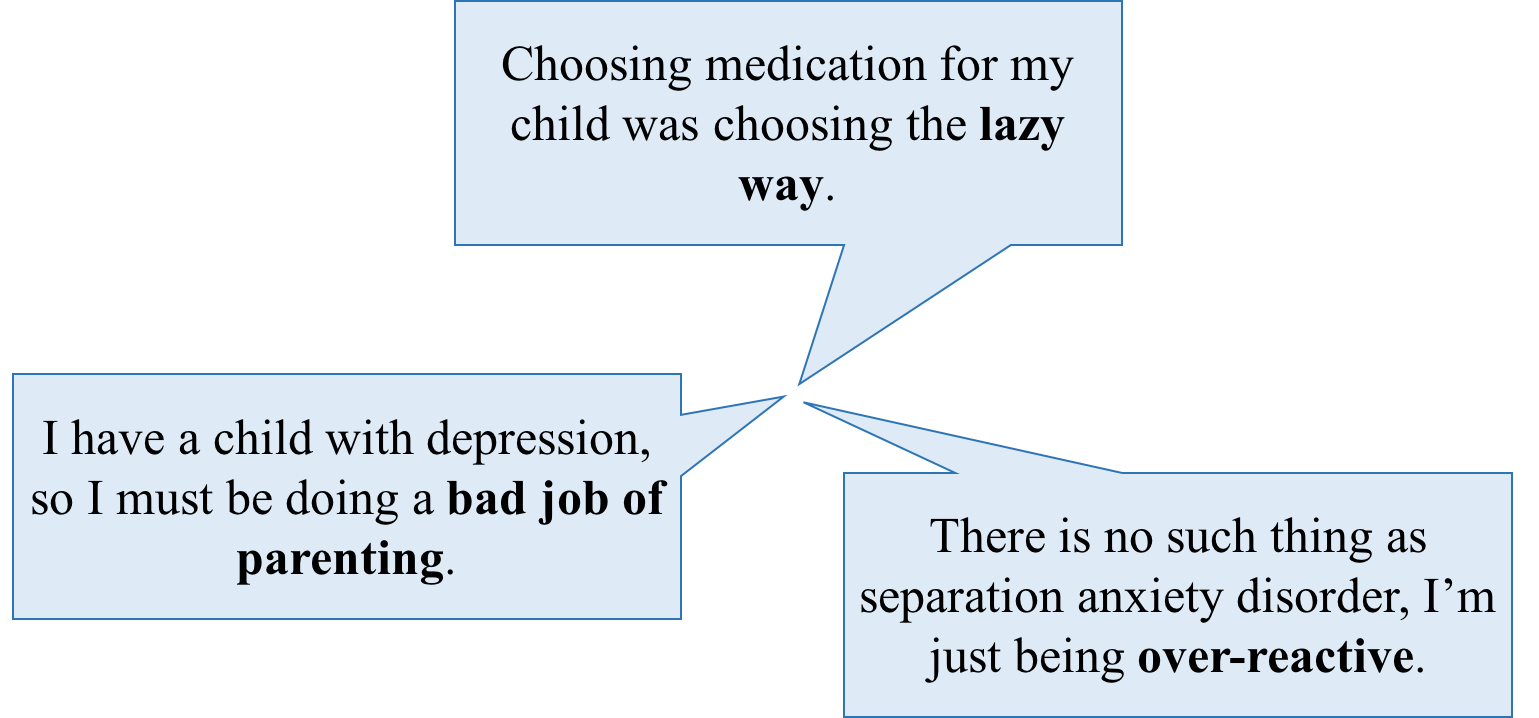 Choosing medication for my
child was choosing the lazy
way.
I have a child with depression,
so I must be doing a bad job of
parenting.
There is no such thing as
separation anxiety disorder, I’m
just being over-reactive.